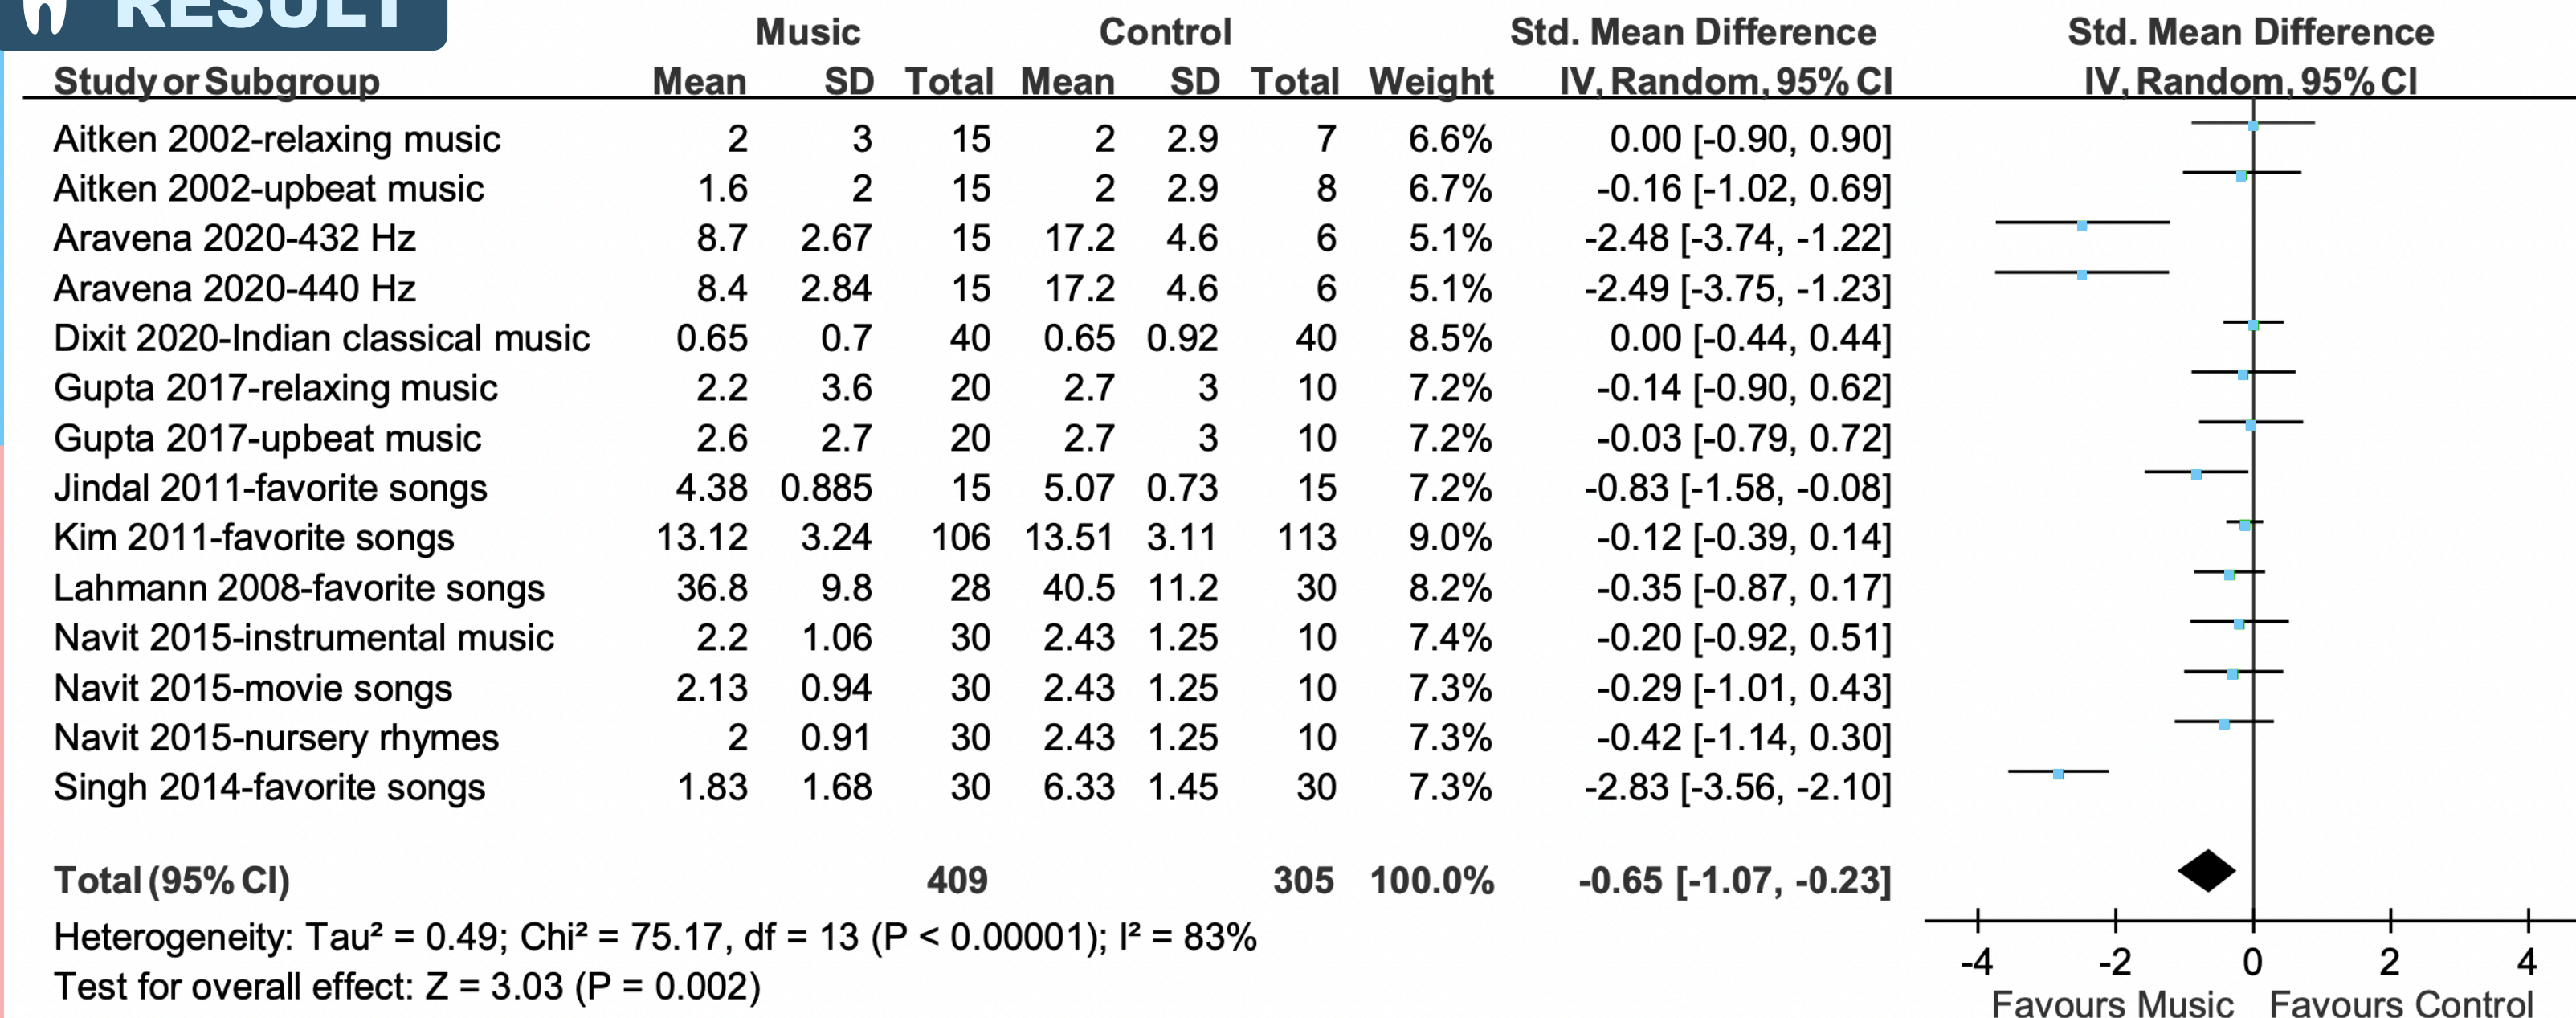 RESULT
Music Control Std. Mean Difference Std. Mean Difference
Study or Subgroup Mean SD Total Mean SD Total Weight IV, Random, 95% CI IV, Random, 95% CI
Aitken 2002-relaxing music 2 3 15 2 2.9 7 6.6% 0.00 [-0.90, 0.90]
Aitken 2002-upbeat music 1.6 2 15 2 2.9 8 6.7% -0.16 [-1.02, 0.69]
Aravena 2020-432 Hz 8.7 2.67 15 17.2 4.6 6 5.1% -2.48 [-3.74, -1.22]
Aravena 2020-440 Hz 8.4 2.84 15 17.2 4.6 6 5.1% -2.49 [-3.75, -1.23]
Dixit 2020-Indian classical music 0.65 0.7 40 0.65 0.92 40 8.5% 0.00 [-0.44, 0.44]
Gupta 2017-relaxing music 2.2 3.6 20 2.7 3 10 7.2% -0.14 [-0.90, 0.62]
Gupta 2017-upbeat music 2.6 2.7 20 2.7 3 10 7.2% -0.03 [-0.79, 0.72]
Jindal 2011-favorite songs 4.38 0.885 15 5.07 0.73 15 7.2% -0.83 [-1.58, -0.08]
Kim 2011-favorite songs 13.12 3.24 106 13.51 3.11 113 9.0% -0.12 [-0.39, 0.14]
Lahmann 2008-favorite songs 36.8 9.8 28 40.5 11.2 30 8.2% -0.35 [-0.87, 0.17]
Navit 2015-instrumental music 2.2 1.06 30 2.43 1.25 10 7.4% -0.20 [-0.92, 0.51]
Navit 2015-movie songs 2.13 0.94 30 2.43 1.25 10 7.3% -0.29 [-1.01, 0.43]
Navit 2015-nursery rhymes 2 0.91 30 2.43 1.25 10 7.3% -0.42 [-1.14, 0.30]
Singh 2014-favorite songs 1.83 1.68 30 6.33 1.45 30 7.3% -2.83 [-3.56, -2.10]
Total (95% CI) 409 305 100.0% -0.65 [-1.07, -0.23]
Heterogeneity: Tau² = 0.49; Chi² = 75.17, df = 13 (P < 0.00001); I² = 83%
Test for overall effect: Z = 3.03 (P = 0.002)
-4 -2 0 2 4
Favours Music Favours Control